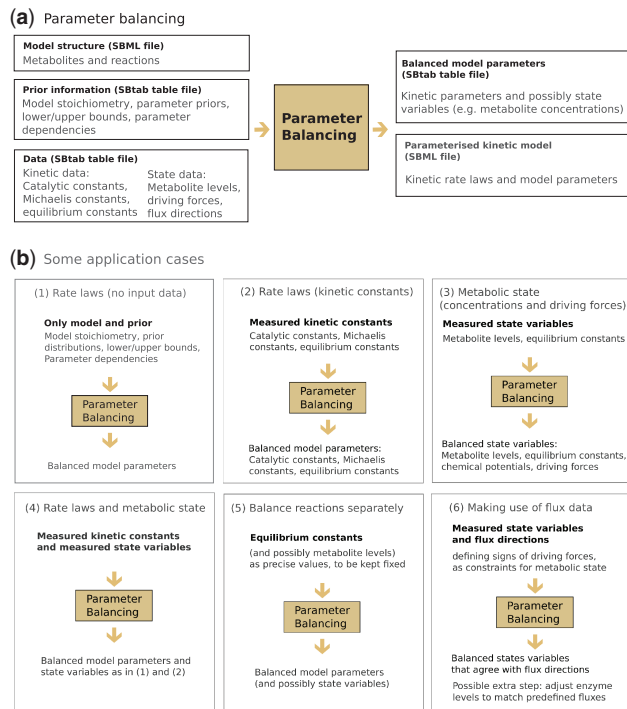 (a) Parameter balancing
Model structure (SBML file)
Metabolites and reactions
Prior information (SBtab table file)
Model stoichiometry, parameter priors,
lower/upper bounds, parameter
dependencies
Data (SBtab table file)
Kinetic data:
Catalytic constants,
Michaelis constants,
equilibrium constants
State data:
Metabolite levels,
driving forces,
flux directions
Parameter
Balancing
Balanced model parameters
(SBtab table file)
Kinetic parameters and possibly state
variables (e.g. metabolite concentrations)
Parameterised kinetic model
(SBML file)
Kinetic rate laws and model parameters
(b) Some application cases
(1) Rate laws (no input data)
Only model and prior
Model stoichiometry, prior
distributions, lower/upper bounds,
Parameter dependencies
Parameter
Balancing
Balanced model parameters
(2) Rate laws (kinetic constants)
Measured kinetic constants
Catalytic constants, Michaelis
constants, equilibrium constants
Parameter
Balancing
Balanced model parameters:
Catalytic constants, Michaelis
constants, equilibrium constants
(3) Metabolic state
(concentrations and driving forces)
Measured state variables
Metabolite levels, equilibrium constants
Parameter
Balancing
Balanced state variables:
Metabolite levels, equilibrium constants,
chemical potentials, driving forces
(4) Rate laws and metabolic state
Measured kinetic constants
and measured state variables
Parameter
Balancing
Balanced model parameters and
state variables as in (1) and (2)
(5) Balance reactions separately
Equilibrium constants
(and possibly metabolite levels)
as precise values, to be kept fixed
Parameter
Balancing
Balanced model parameters
(and possibly state variables)
(6) Making use of flux data
Measured state variables
and flux directions
defining signs of driving forces,
as constraints for metabolic state
Parameter
Balancing
Balanced states variables
that agree with flux directions
Possible extra step: adjust enzyme
levels to match predefined fluxes